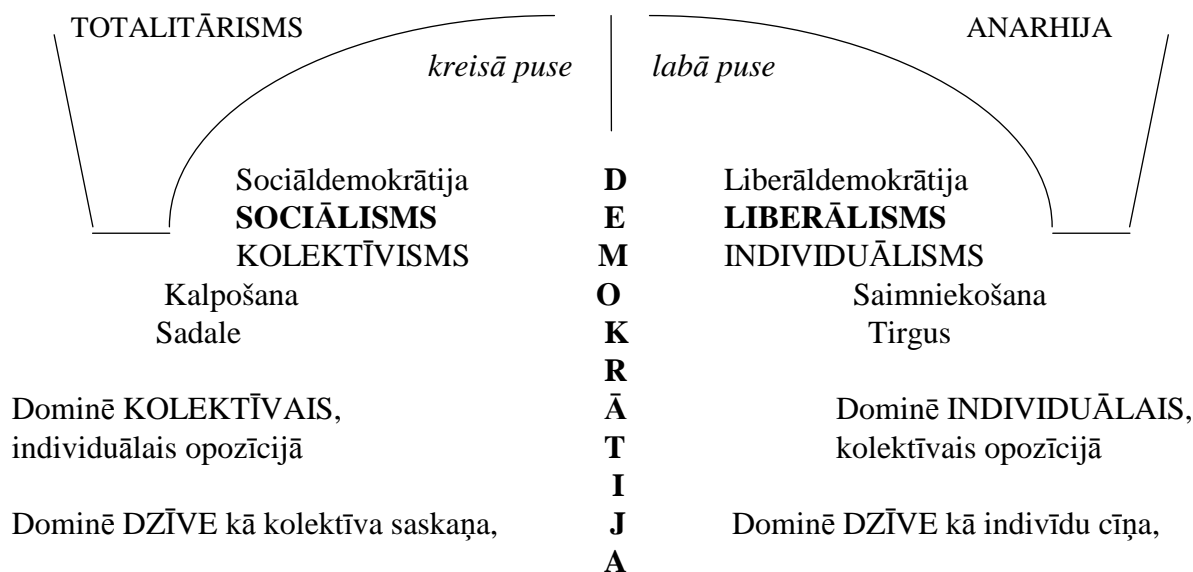 TOTALITĀRISMS ANARHIJA
kreisā puse labā puse
Sociāldemokrātija D Liberāldemokrātija
SOCIĀLISMS E LIBERĀLISMS
KOLEKTĪVISMS M INDIVIDUĀLISMS
Kalpošana O Saimniekošana
Sadale K Tirgus
R
Dominē KOLEKTĪVAIS, Ā Dominē INDIVIDUĀLAIS,
individuālais opozīcijā T kolektīvais opozīcijā
I
Dominē DZĪVE kā kolektīva saskaņa, J Dominē DZĪVE kā indivīdu cīņa,
A